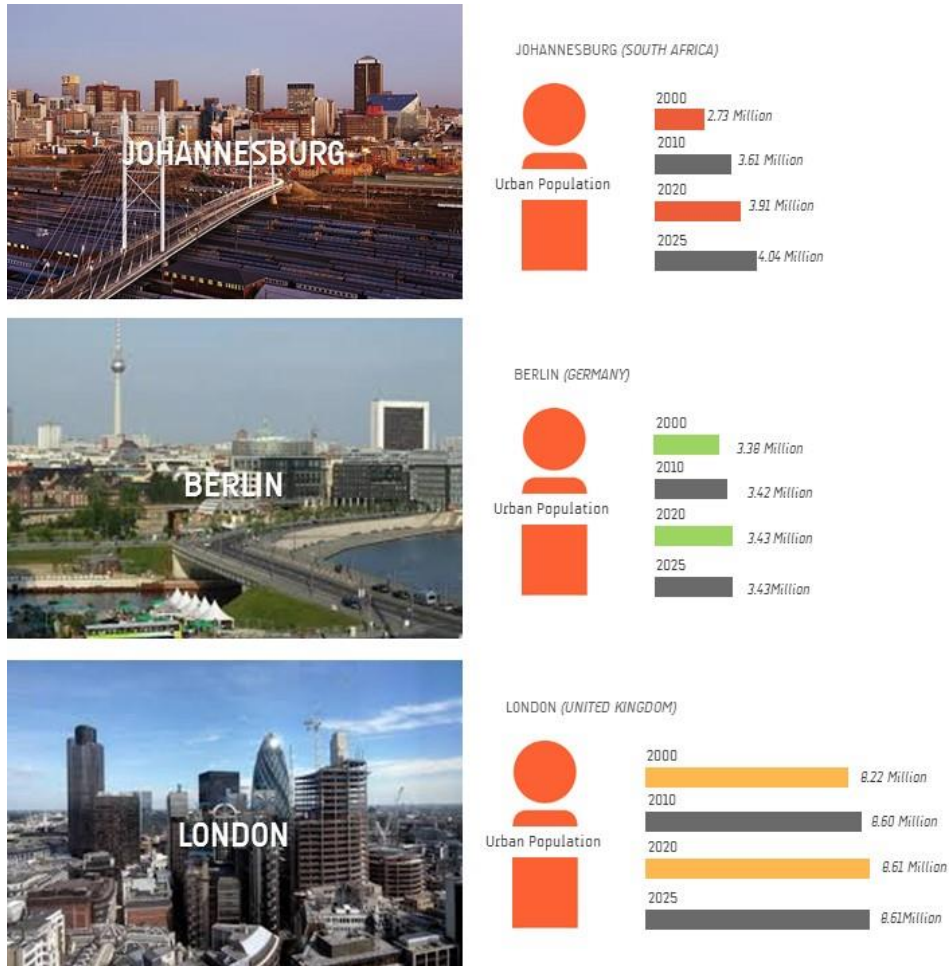 JOHANNESBURG
JOHANNESBURG (SOUTH AFRICA)
Urban Population
2000
2.73 Million
2010
3.61 Million
2020
3.91 Million
2025
4.04 Million
BERLIN
BERLIN (GERMANY)
Urban Population
2000
3.38 Million
2010
3.42 Million
2020
3.43 Million
2025
3.43Million
LONDON
LONDON (UNITED KINGDOM)
Urban Population
2000
8.22 Million
2010
8.60 Million
2020
8.61 Million
2025
8.61Million